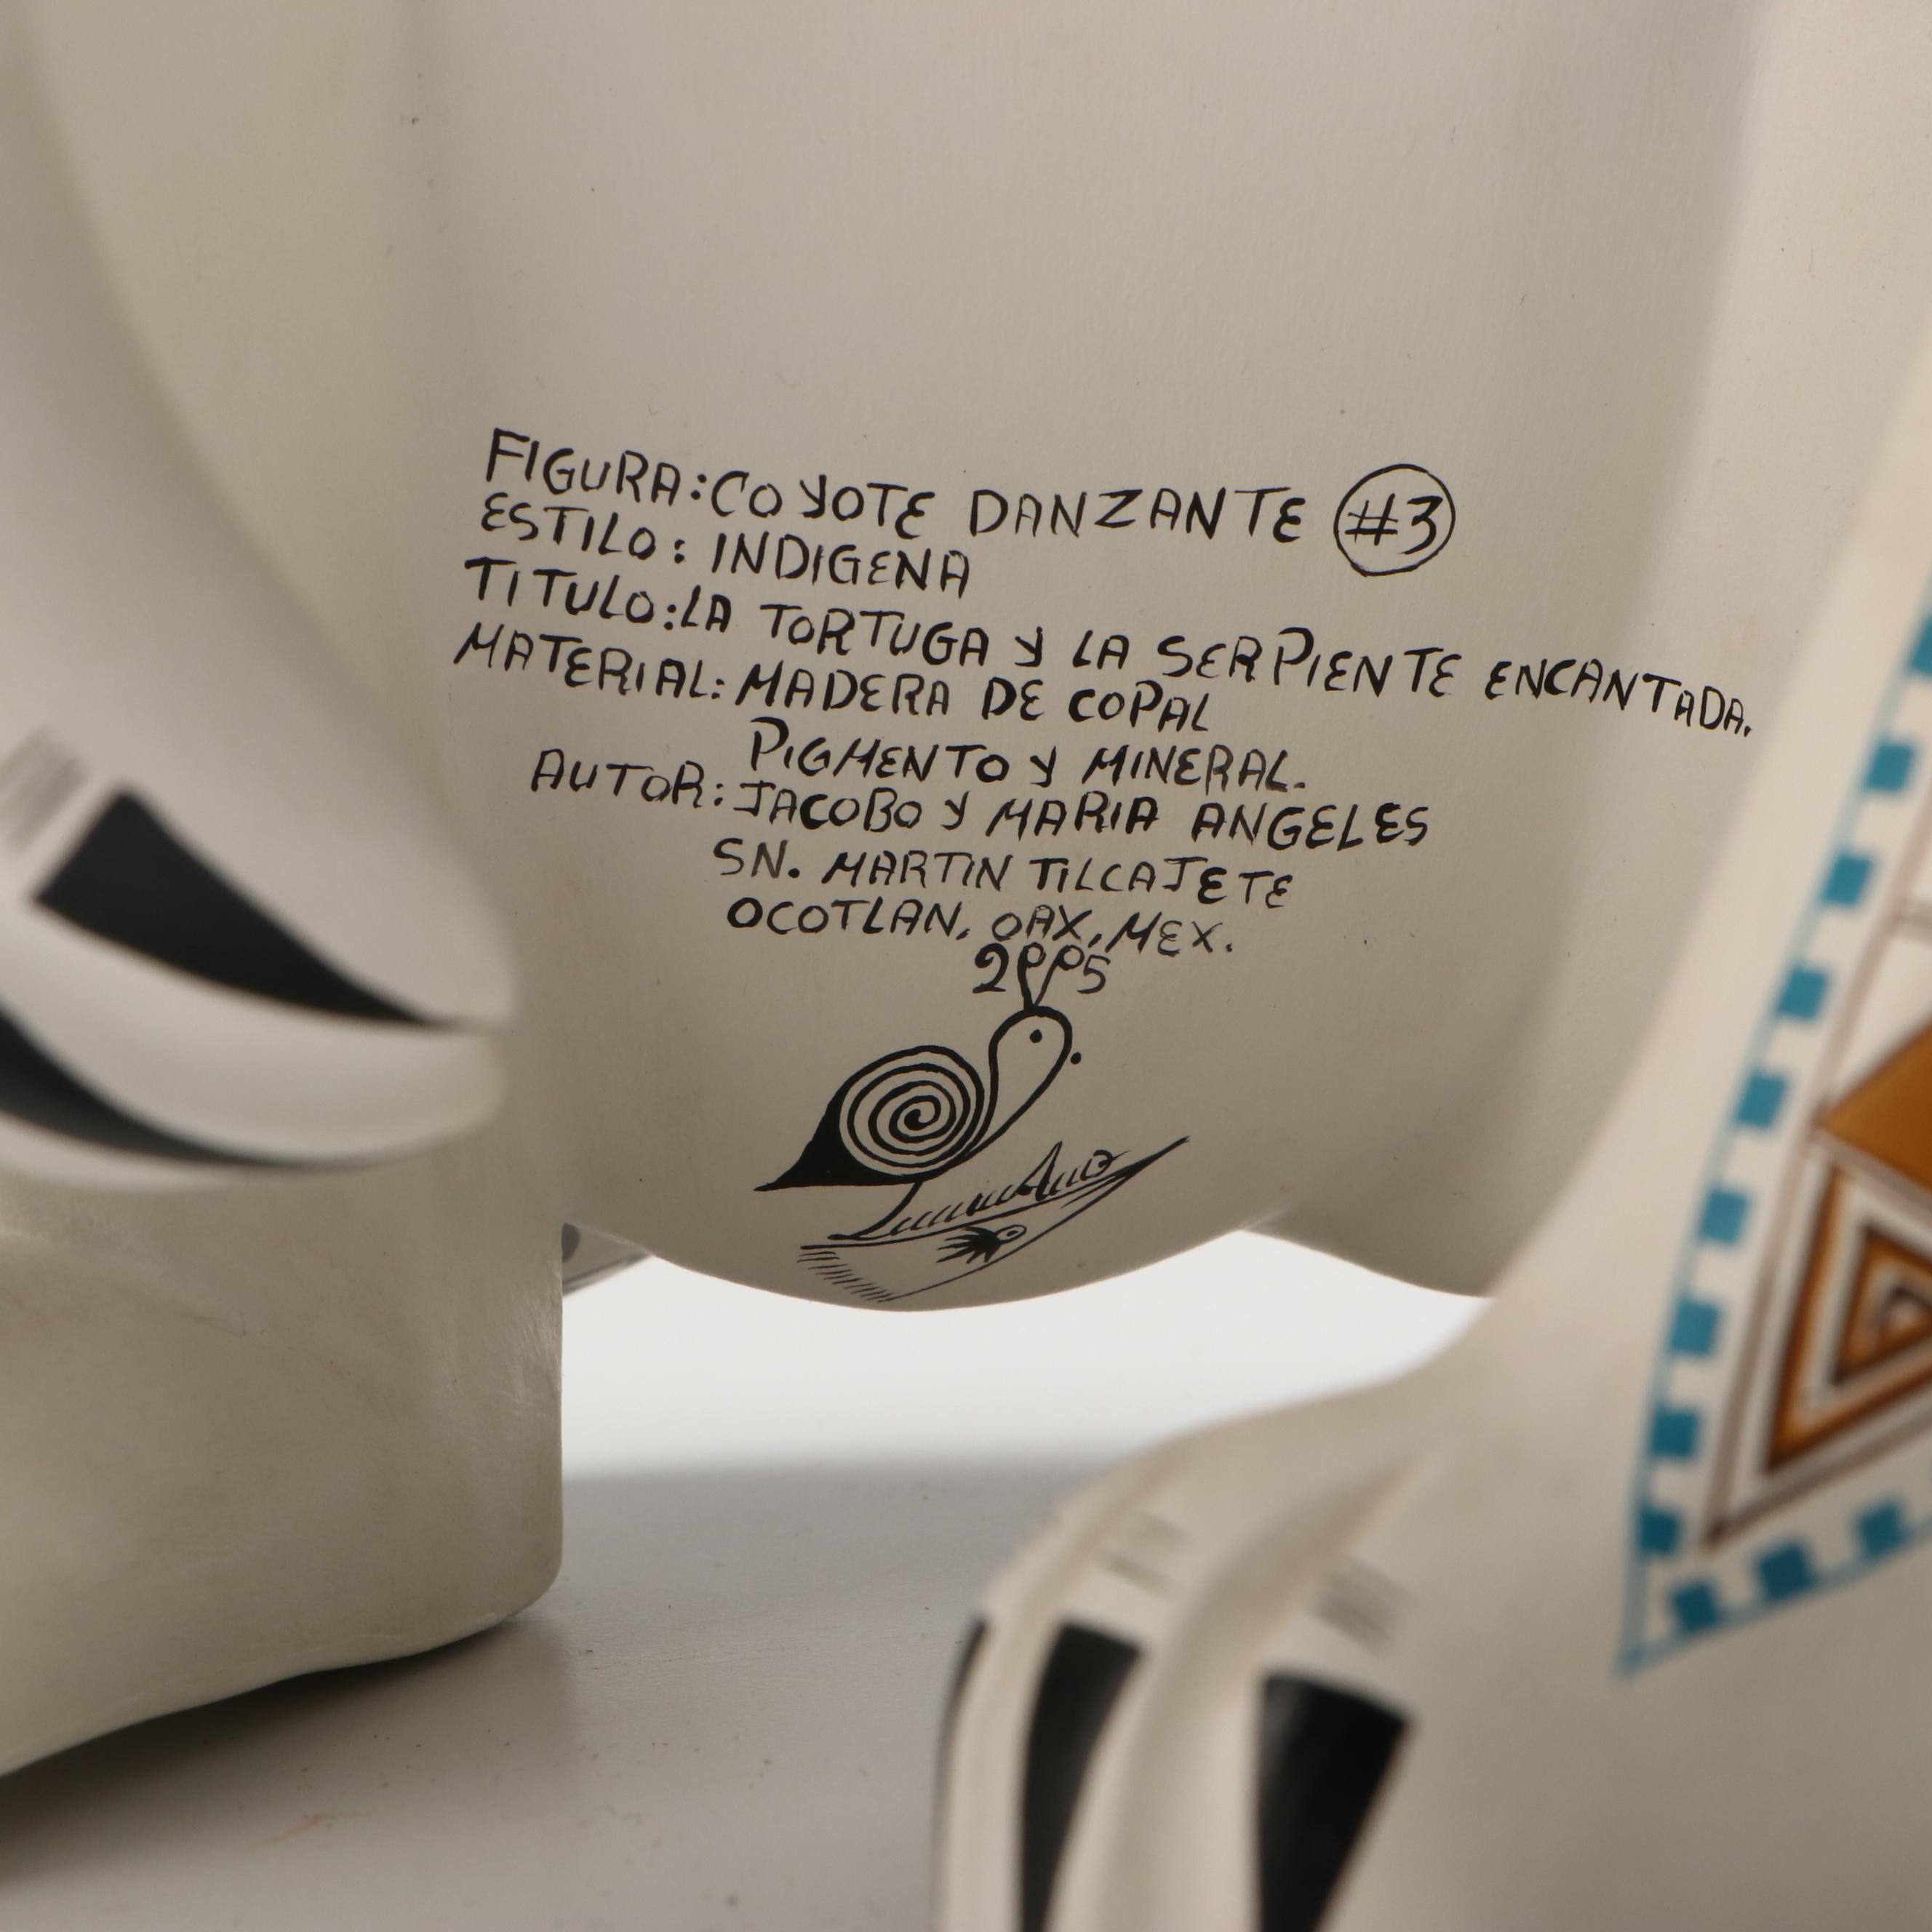 FIGURA: COYOTE DANZANTE #3
ESTILO: INDIGENA
TITULO: LA TORTUGA Y LA SERPIENTE ENCANTADA.
MATERIAL: MADERA DE COPAL
PIGMENTO Y MINERAL.
AUTOR: JACOBO Y MARIA ANGELES
SN. MARTIN TILCAJETE
OCOTLAN, OAX, MEX.
2005